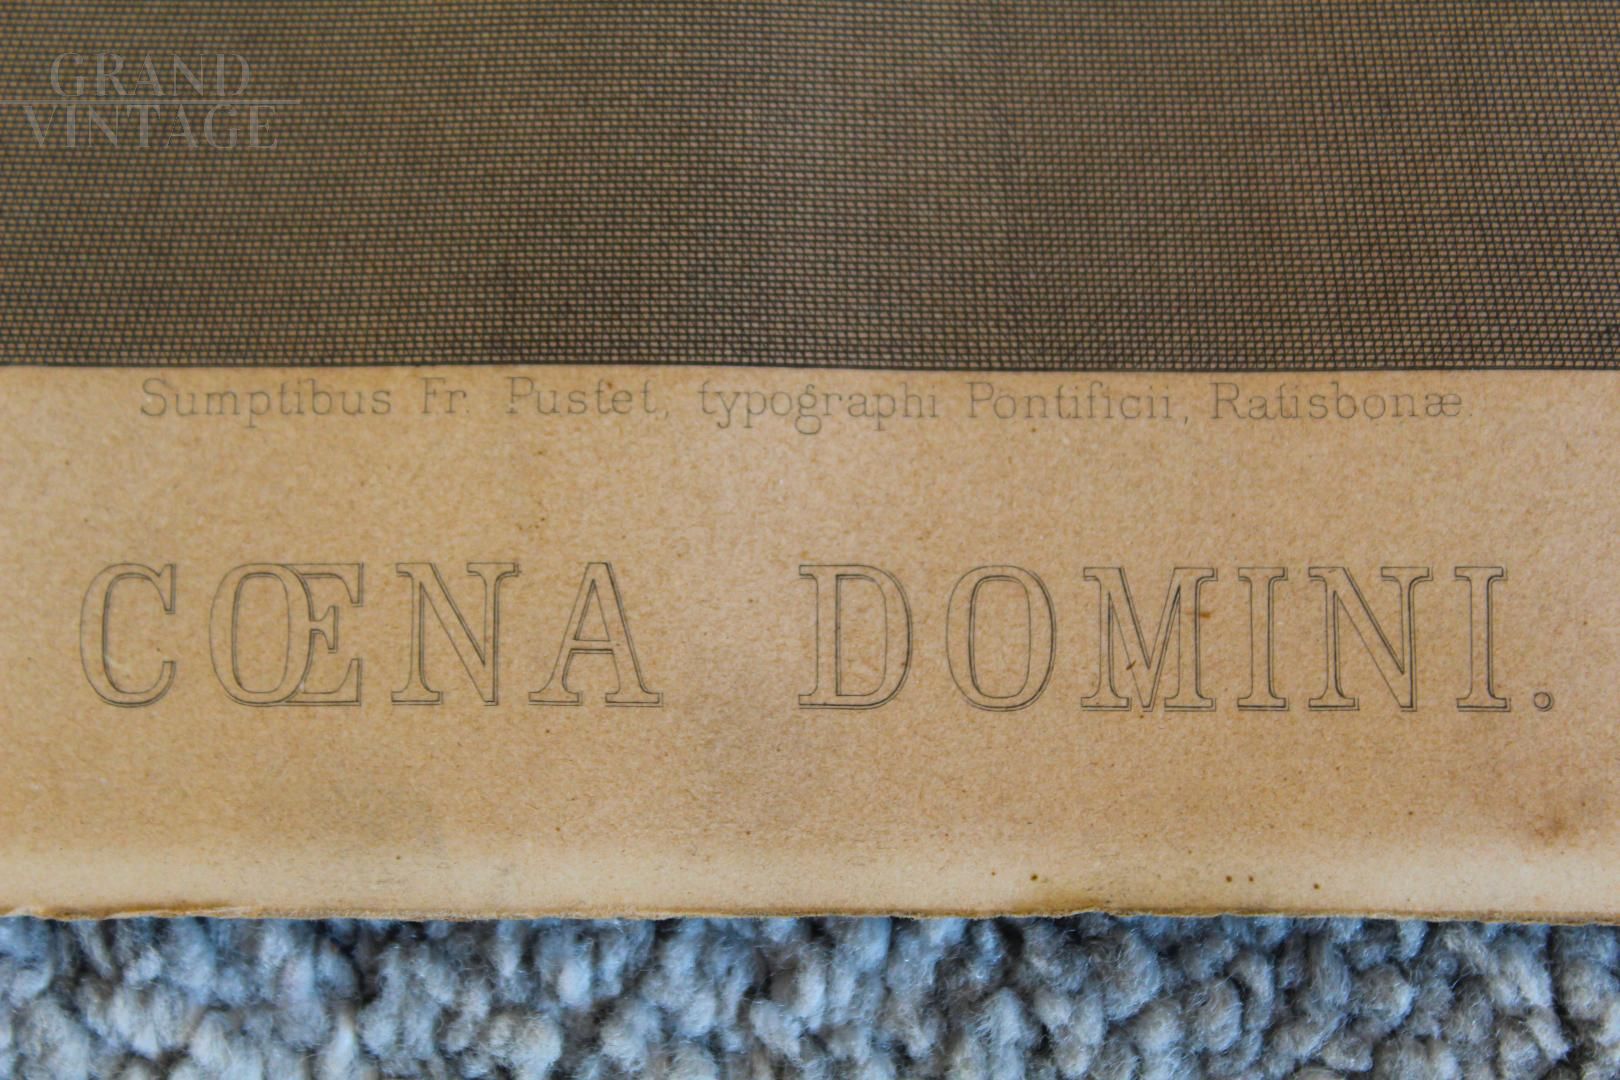 GRAND
VINTAGE
Sumptibus Fr. Pustet, typographi Pontificii, Ratisbonæ.
CŒNA DOMINI.